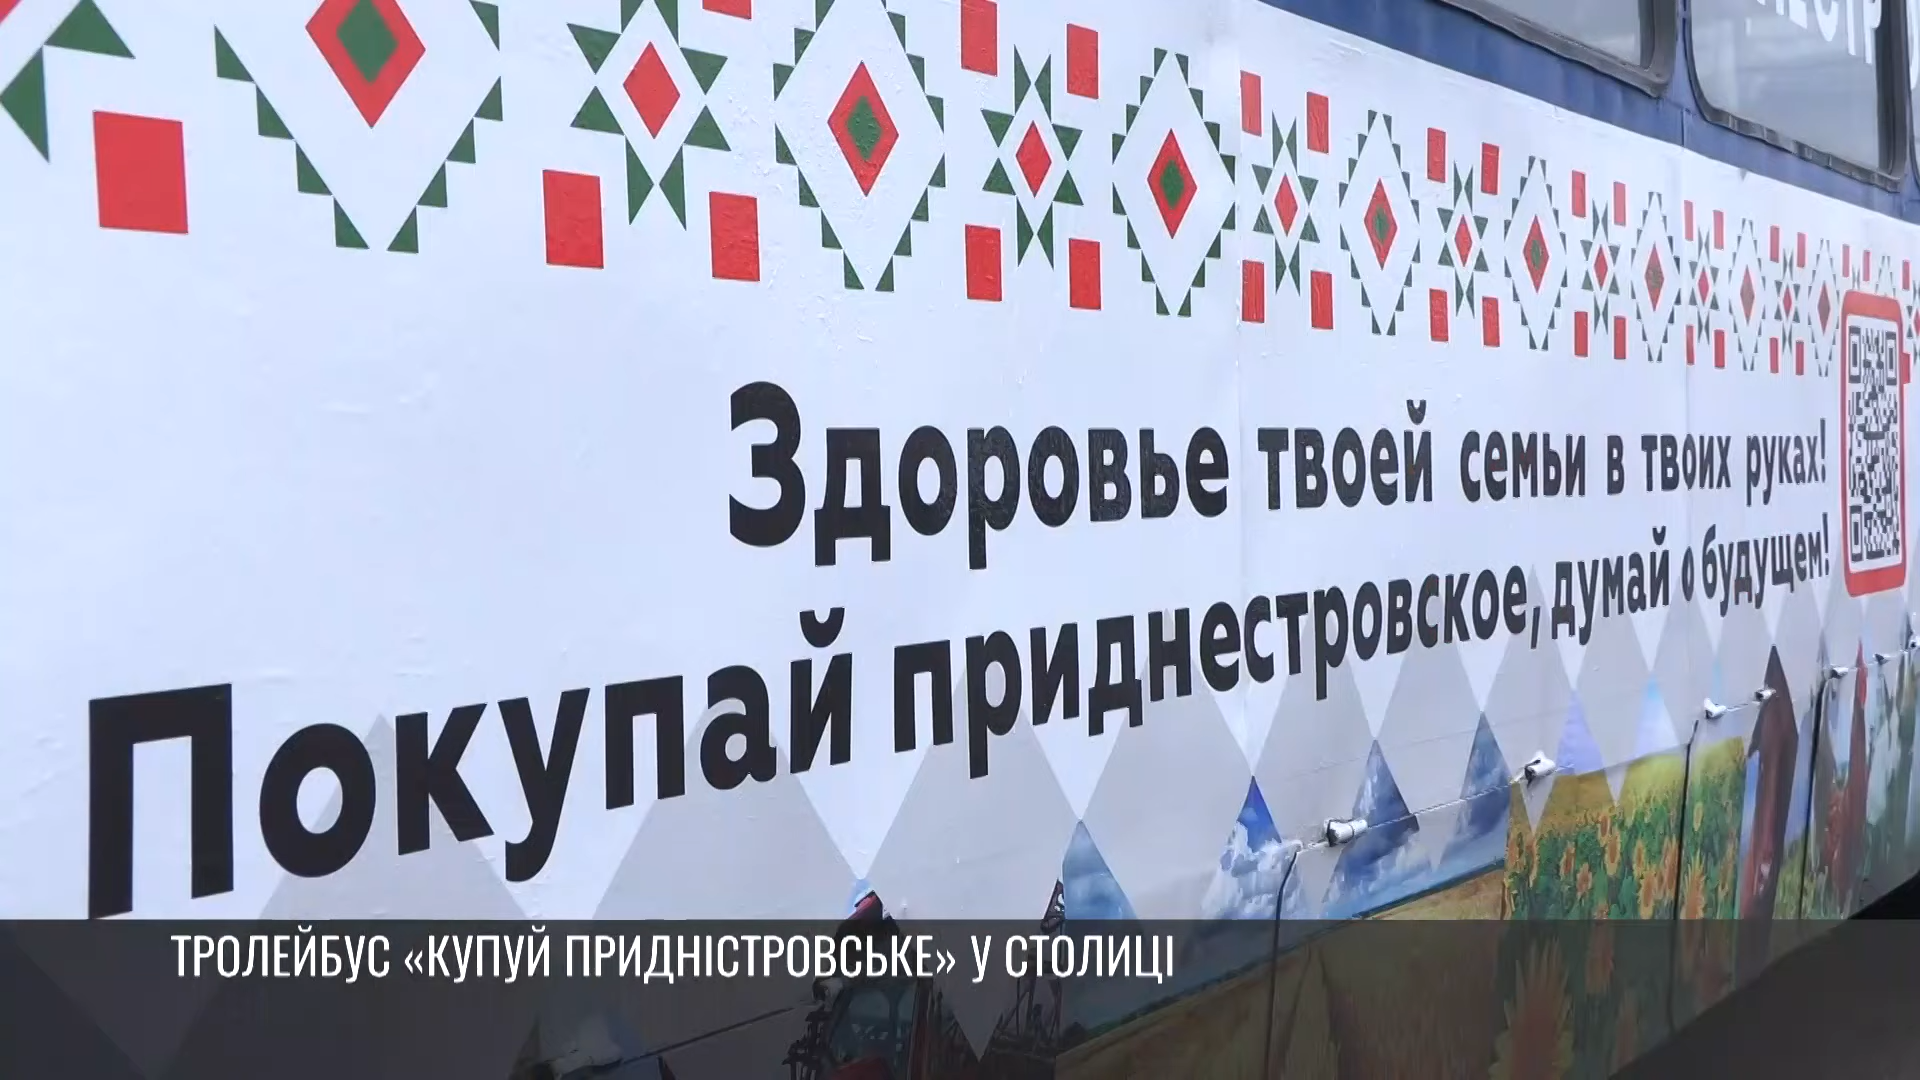 Здоровье твоей семьи в твоих руках!
Покупай приднестровское, думай о будущем!
ТРОЛЕЙБУС «КУПУЙ ПРИДНІСТРОВСЬКЕ» У СТОЛИЦІ